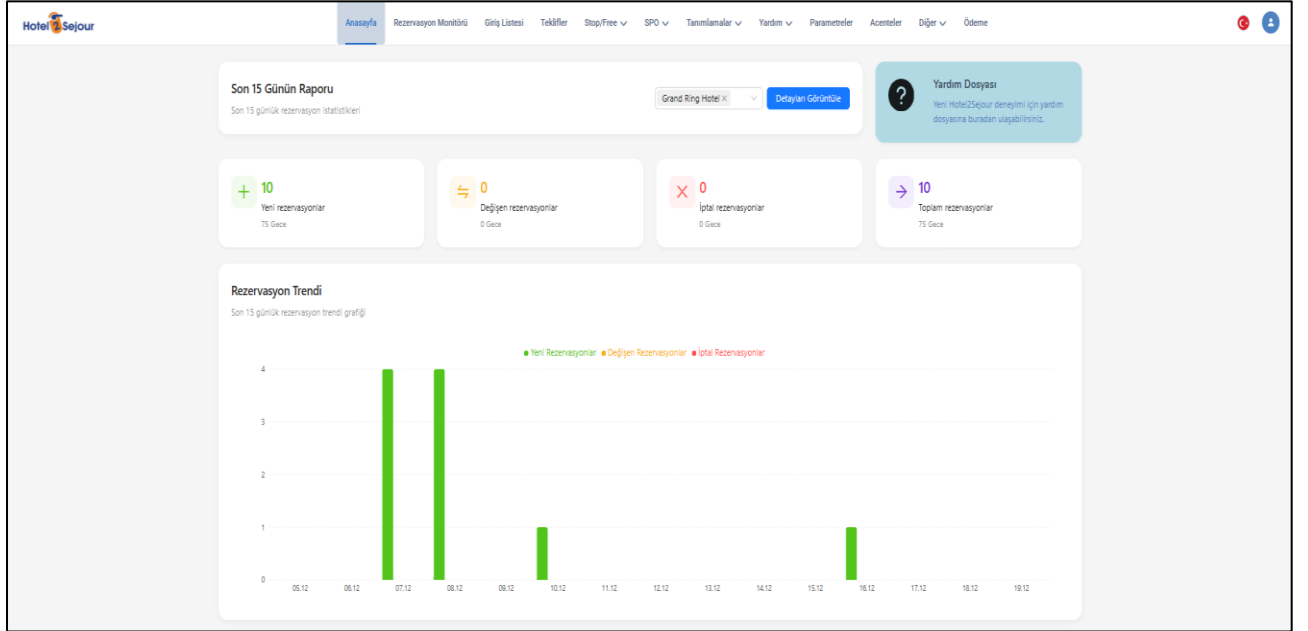 Hotel2Sejour
Anasayfa Rezervasyon Monitörü Giriş Listesi Teklifler Stop/Free SPO Tanımlamalar Yardım Parametreler Acenteler Diğer Ödeme
Son 15 Günün Raporu
Son 15 günlük rezervasyon istatistikleri
Grand Ring Hotel ×
Detayları Görüntüle
?
Yardım Dosyası
Yeni Hotel2Sejour deneyimi için yardım
dosyasına buradan ulaşabilirsiniz.
10
Yeni rezervasyonlar
75 Gece
0
Değişen rezervasyonlar
0 Gece
0
İptal rezervasyonlar
0 Gece
10
Toplam rezervasyonlar
75 Gece
Rezervasyon Trendi
Son 15 günlük rezervasyon trendi grafiği
Yeni Rezervasyonlar Değişen Rezervasyonlar İptal Rezervasyonlar
4
3
2
1
0
05.12 06.12 07.12 08.12 09.12 10.12 11.12 12.12 13.12 14.12 15.12 16.12 17.12 18.12 19.12